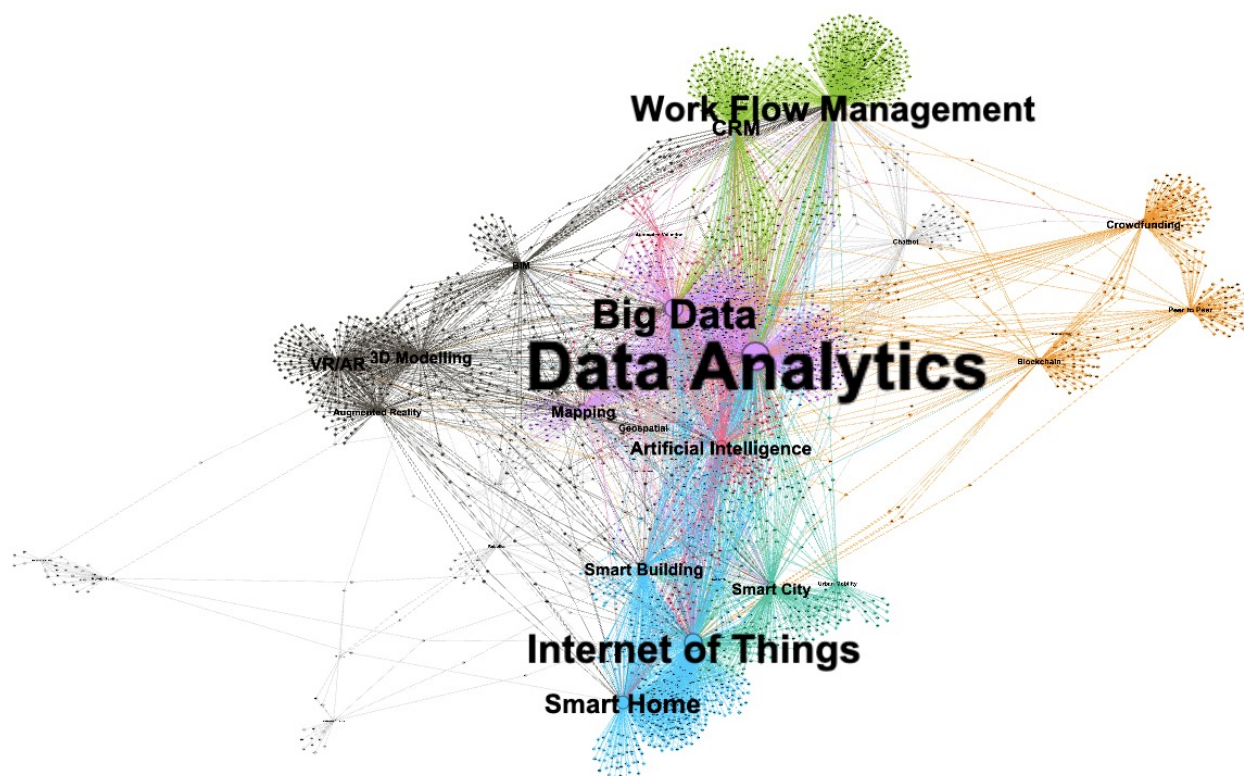 Work Flow Management
CRM
Crowdfunding
Chatbot
BIM
Peer to Peer
Big Data
Data Analytics
VR/AR
3D Modelling
Blockchain
Augmented Reality
Mapping
Geospatial
Artificial Intelligence
Smart Building
Smart City
Urban Mobility
Internet of Things
Smart Home